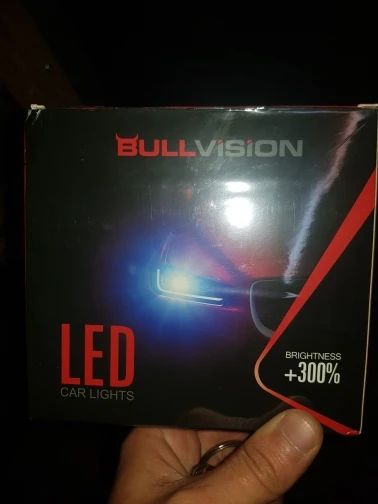 BULLVISION
LED
CAR LIGHTS
BRIGHTNESS
+300%